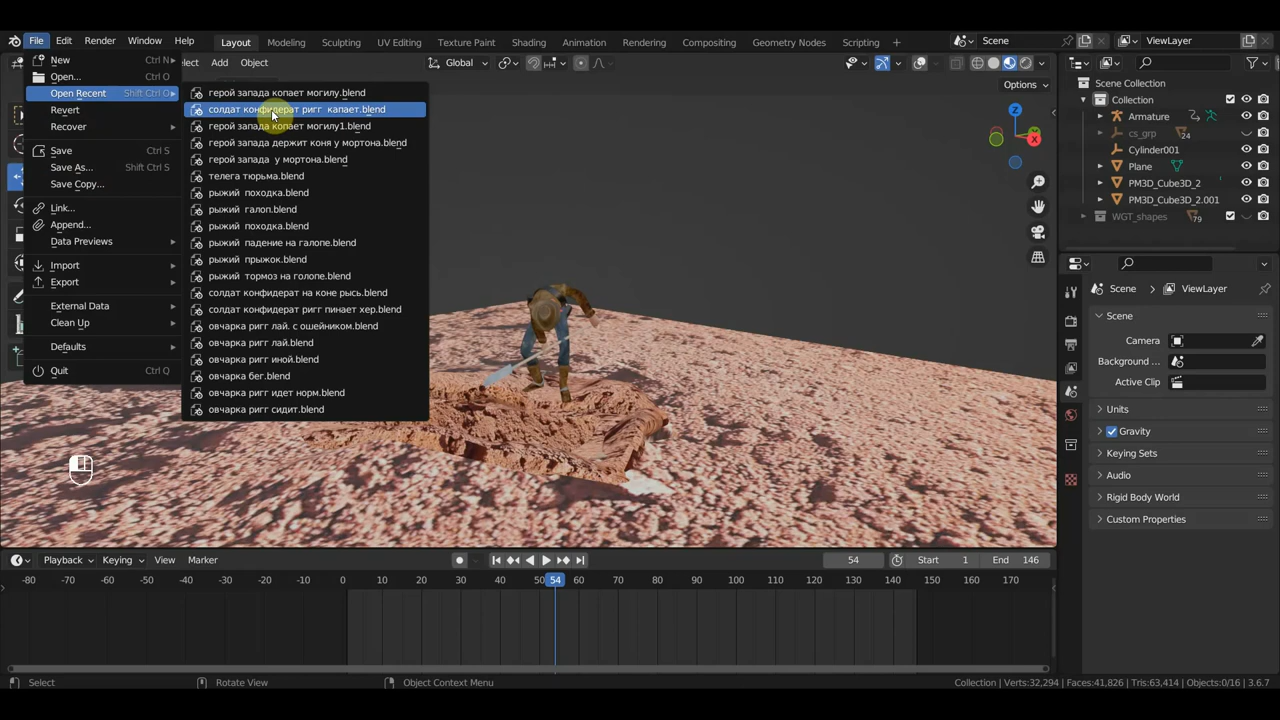 File Edit Render Window Help Layout Modeling Sculpting UV Editing Texture Paint Shading Animation Rendering Compositing Geometry Nodes Scripting + Scene ViewLayer
New Ctrl N
Open... Ctrl O
Open Recent Shift Ctrl O
Revert
Recover
Save Ctrl S
Save As... Shift Ctrl S
Save Copy...
Link...
Append...
Data Previews
Import
Export
External Data
Clean Up
Defaults
Quit Ctrl Q
lect Add Object Global
Options
герой запада копает могилу.blend
солдат конфидерат ригг капает.blend
герой запада копает могилу1.blend
герой запада держит коня у мортона.blend
герой запада у мортона.blend
телега тюрьма.blend
рыжий походка.blend
рыжий галоп.blend
рыжий походка.blend
рыжий падение на галопе.blend
рыжий прыжок.blend
рыжий тормоз на голопе.blend
солдат конфидерат на коне рысь.blend
солдат конфидерат ригг пинает хер.blend
овчарка ригг лай. с ошейником.blend
овчарка ригг лай.blend
овчарка ригг иной.blend
овчарка бег.blend
овчарка ригг идет норм.blend
овчарка ригг сидит.blend
Z
X
Scene Collection
Collection
Armature
cs_grp 24
Cylinder001
Plane
PM3D_Cube3D_2
PM3D_Cube3D_2.001
WGT_shapes 79
Scene ViewLayer
Scene
Camera
Background ...
Active Clip
Units
Gravity
Keying Sets
Audio
Rigid Body World
Custom Properties
Playback Keying View Marker 54 Start 1 End 146
-80 -70 -60 -50 -40 -30 -20 -10 0 10 20 30 40 50 54 60 70 80 90 100 110 120 130 140 150 160 170
Select Rotate View Object Context Menu Collection | Verts:32,294 | Faces:41,826 | Tris:63,414 | Objects:0/16 | 3.6.7